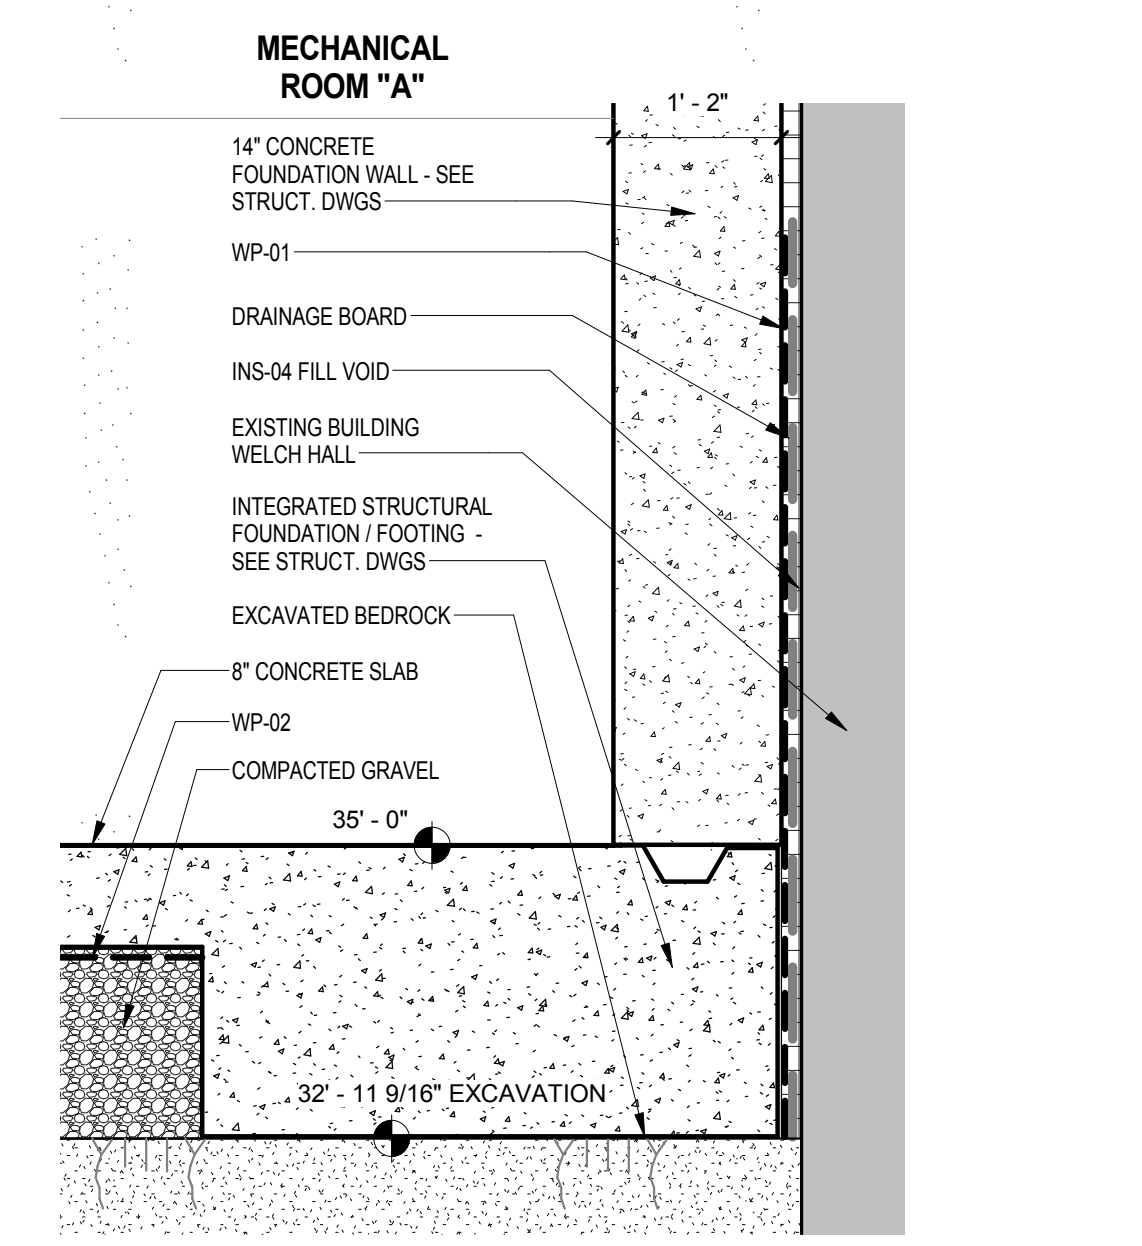 MECHANICAL
ROOM "A"
1' - 2"
14" CONCRETE
FOUNDATION WALL - SEE
STRUCT. DWGS
WP-01
DRAINAGE BOARD
INS-04 FILL VOID
EXISTING BUILDING
WELCH HALL
INTEGRATED STRUCTURAL
FOUNDATION / FOOTING -
SEE STRUCT. DWGS
EXCAVATED BEDROCK
8" CONCRETE SLAB
WP-02
COMPACTED GRAVEL
35' - 0"
32' - 11 9/16" EXCAVATION